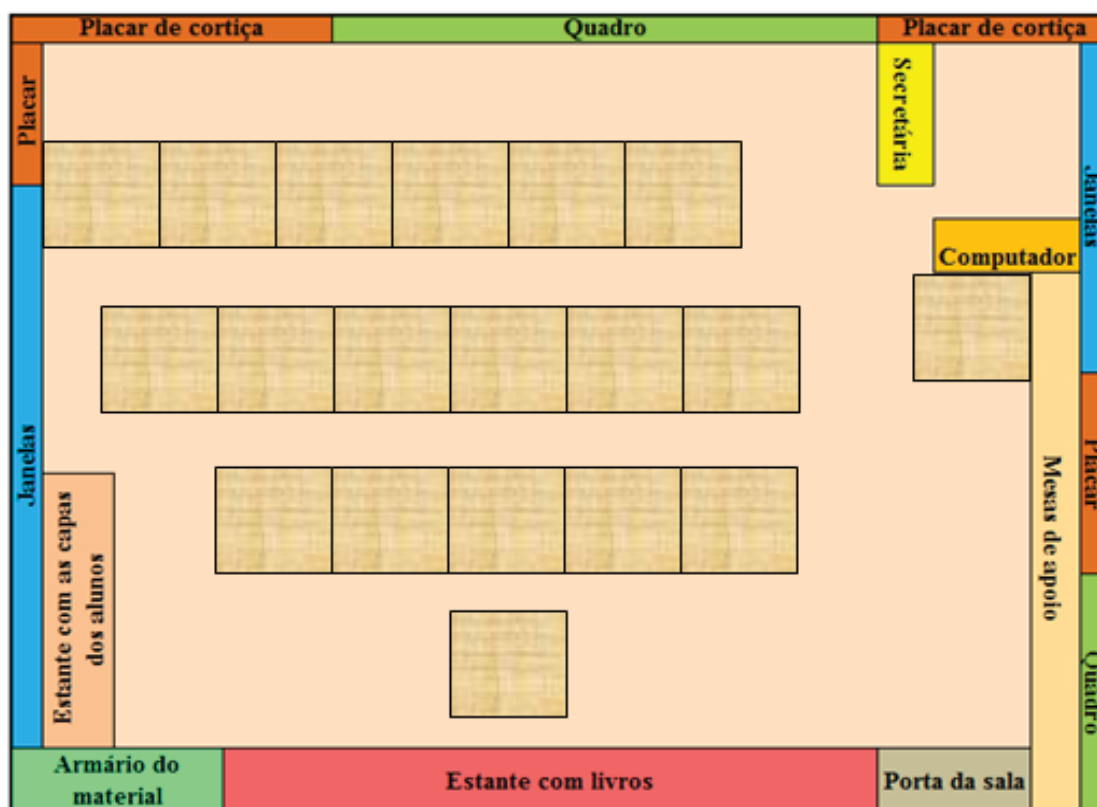 Placar de cortiça
Quadro
Placar de cortiça
Placar
Secretária
Janelas
Computador
Janelas
Placar
Mesas de apoio
Estante com as capas
dos alunos
Quadro
Armário do
material
Estante com livros
Porta da sala